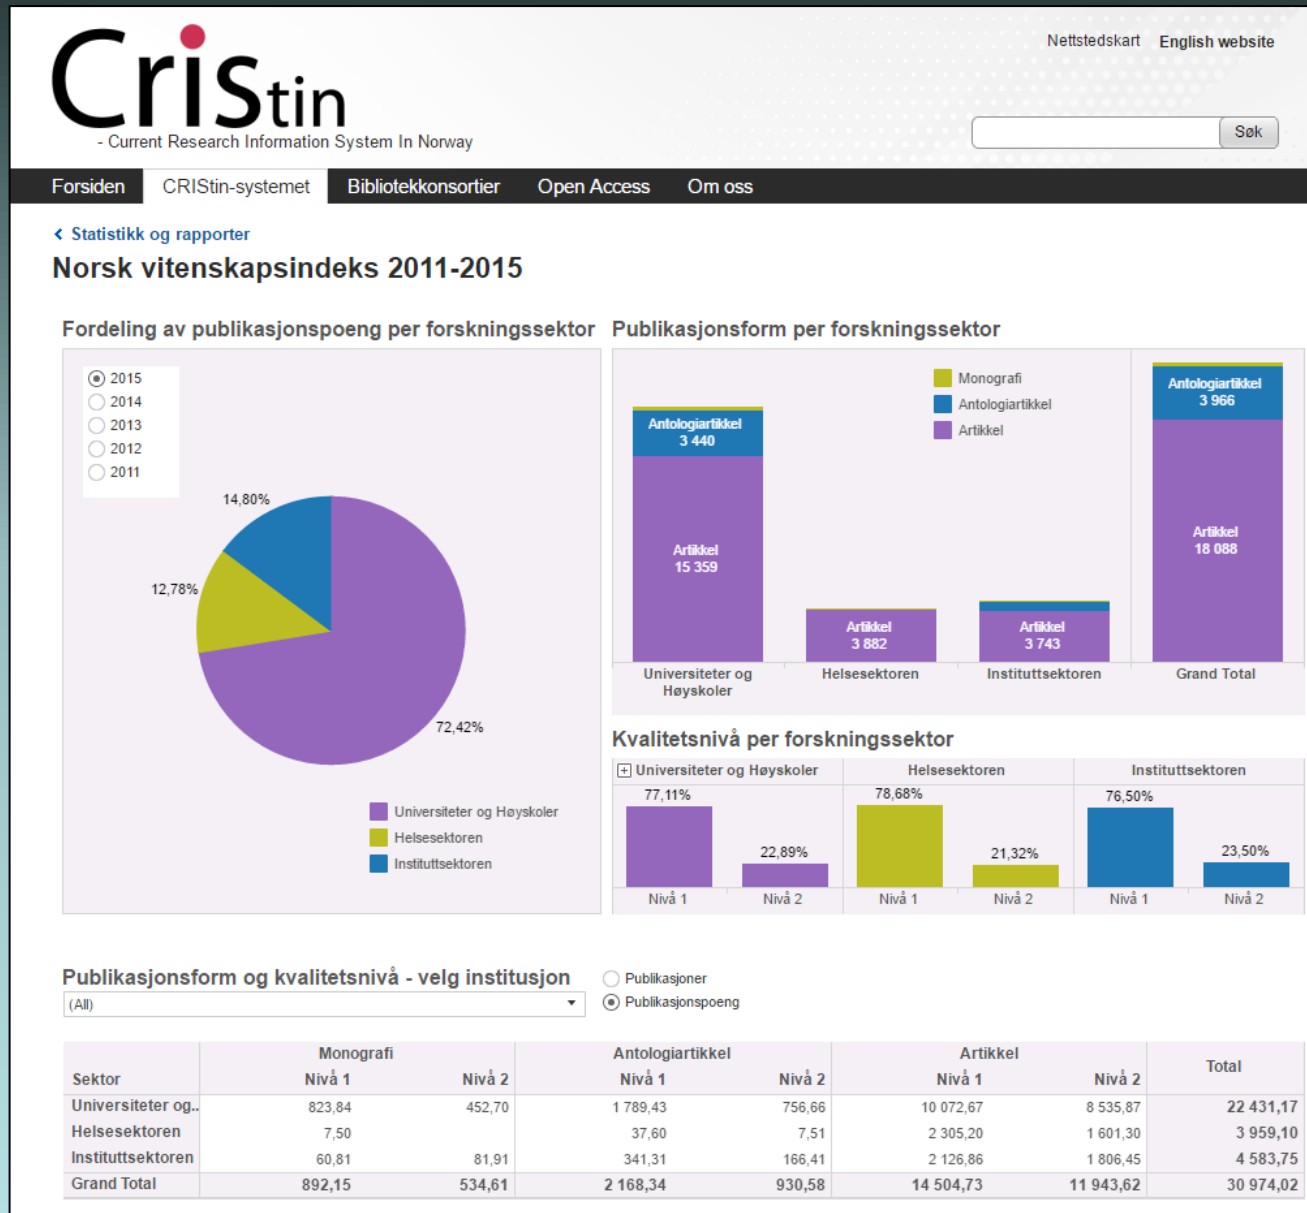 CRIStin
- Current Research Information System In Norway
Nettstedskart English website
Søk
Forsiden CRIStin-systemet Bibliotekkonsortier Open Access Om oss
Statistikk og rapporter
Norsk vitenskapsindeks 2011-2015
Fordeling av publikasjonspoeng per forskningssektor
2015
2014
2013
2012
2011
14,80%
12,78%
72,42%
Universiteter og Høyskoler
Helsesektoren
Instituttsektoren
Publikasjonsform per forskningssektor
Monografi
Antologiartikkel
Artikkel
Antologiartikkel
3 440
Artikkel
15 359
Artikkel
3 882
Artikkel
3 743
Antologiartikkel
3 966
Artikkel
18 088
Universiteter og
Høyskoler
Helsesektoren
Instituttsektoren
Grand Total
Kvalitetsnivå per forskningssektor
Universiteter og Høyskoler Helsesektoren Instituttsektoren
77,11% 22,89% 78,68% 21,32% 76,50% 23,50%
Nivå 1 Nivå 2 Nivå 1 Nivå 2 Nivå 1 Nivå 2
Publikasjonsform og kvalitetsnivå - velg institusjon
(All)
Publikasjoner
Publikasjonspoeng
Monografi Antologiartikkel Artikkel Total
Sektor Nivå 1 Nivå 2 Nivå 1 Nivå 2 Nivå 1 Nivå 2
Universiteter og.. 823,84 452,70 1 789,43 756,66 10 072,67 8 535,87 22 431,17
Helsesektoren 7,50 37,60 7,51 2 305,20 1 601,30 3 959,10
Instituttsektoren 60,81 81,91 341,31 166,41 2 126,86 1 806,45 4 583,75
Grand Total 892,15 534,61 2 168,34 930,58 14 504,73 11 943,62 30 974,02